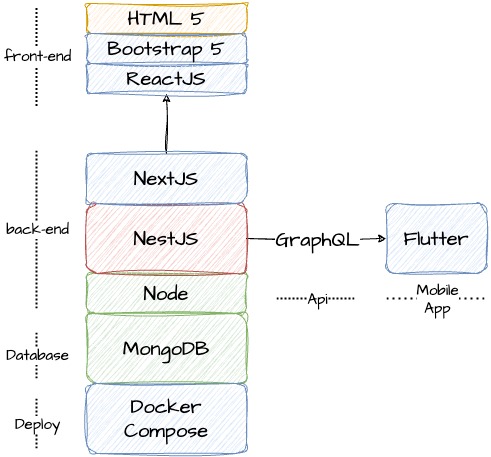 HTML 5
front-end
Bootstrap 5
ReactJS
NextJS
back-end
NestJS
GraphQL
Flutter
Node
Api
Mobile
App
Database
MongoDB
Deploy
Docker
Compose